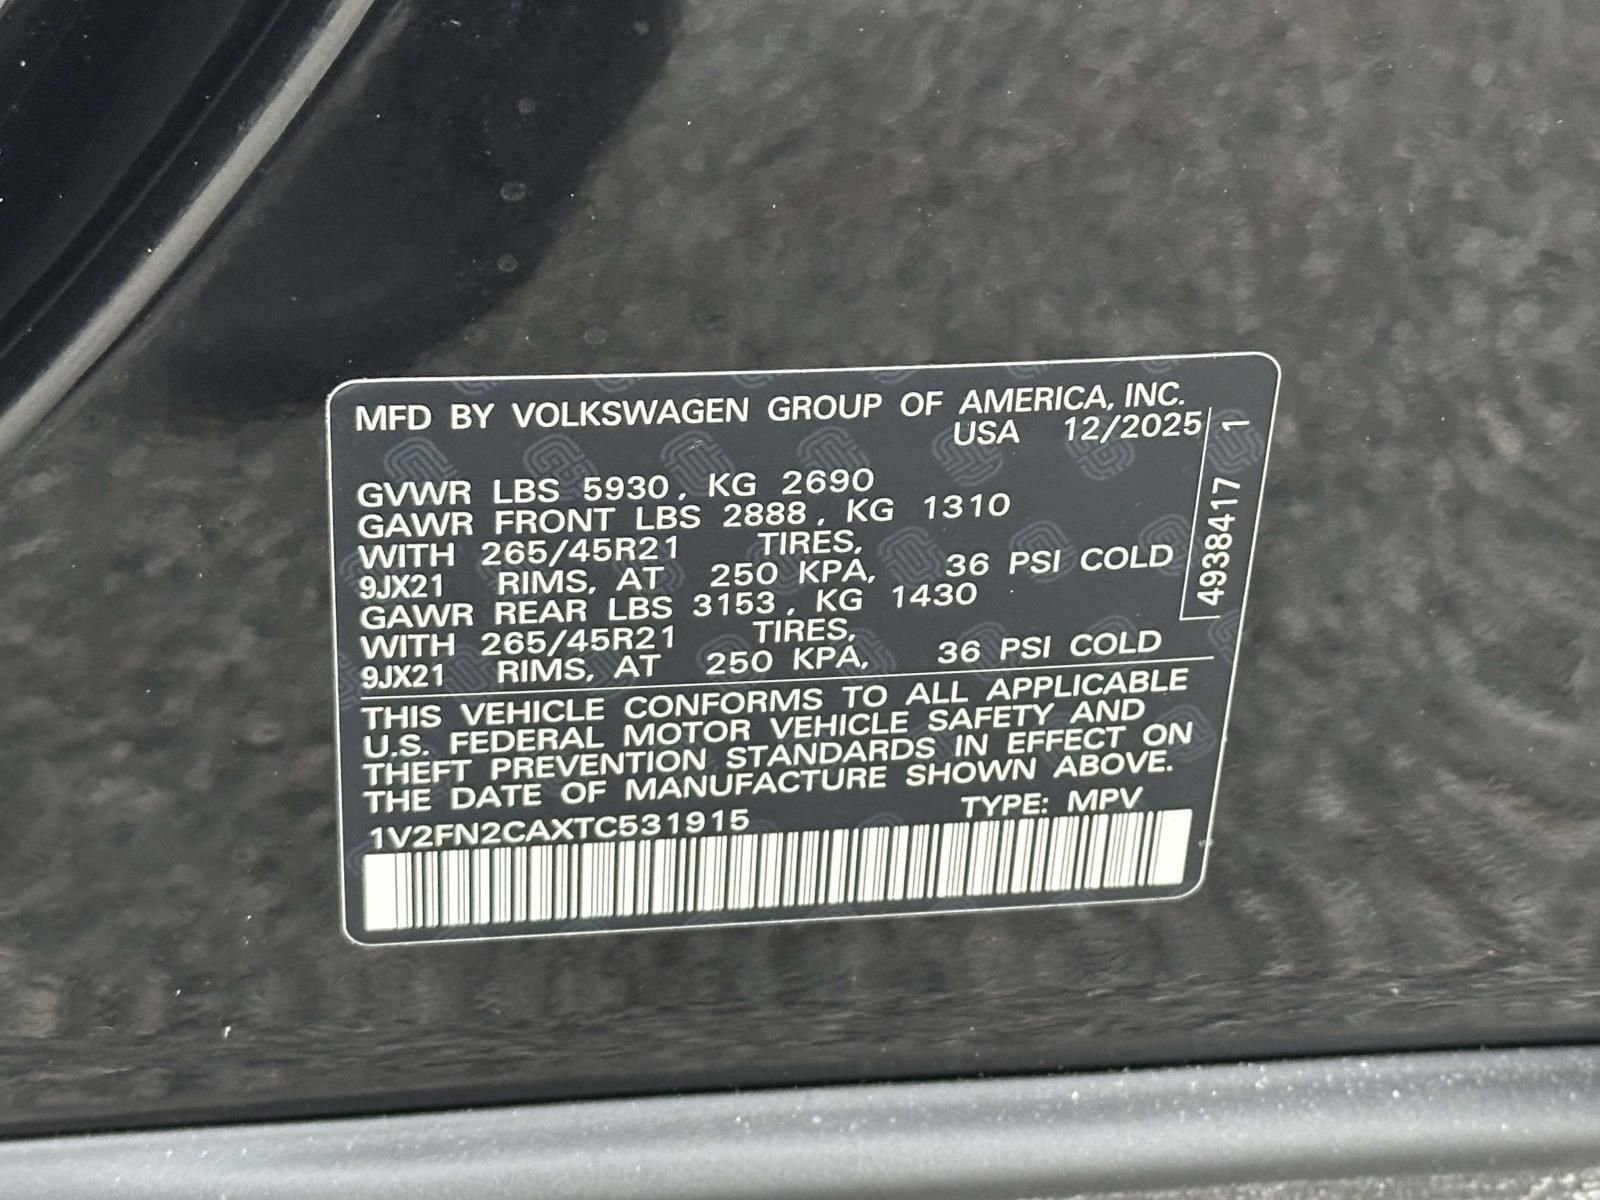 MFD BY VOLKSWAGEN GROUP OF AMERICA, INC.
USA 12/2025
GVWR LBS 5930, KG 2690
GAWR FRONT LBS 2888, KG 1310
WITH 265/45R21 TIRES,
9JX21 RIMS, AT 250 KPA, 36 PSI COLD
GAWR REAR LBS 3153, KG 1430
WITH 265/45R21 TIRES,
9JX21 RIMS, AT 250 KPA, 36 PSI COLD
THIS VEHICLE CONFORMS TO ALL APPLICABLE
U.S. FEDERAL MOTOR VEHICLE SAFETY AND
THEFT PREVENTION STANDARDS IN EFFECT ON
THE DATE OF MANUFACTURE SHOWN ABOVE.
1V2FN2CAXTC531915 TYPE: MPV
4938417 1